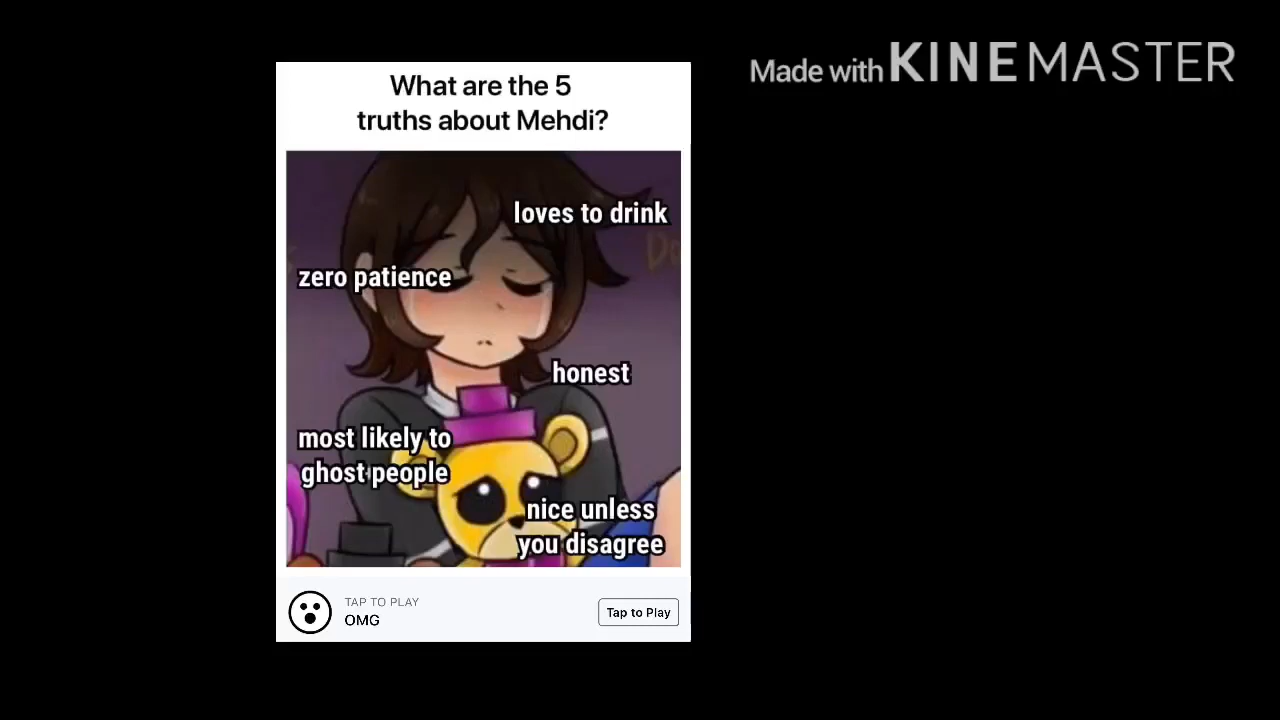 Made with KINEMASTER
What are the 5
truths about Mehdi?
loves to drink
zero patience
honest
most likely to
ghost people
nice unless
you disagree
TAP TO PLAY
OMG
Tap to Play